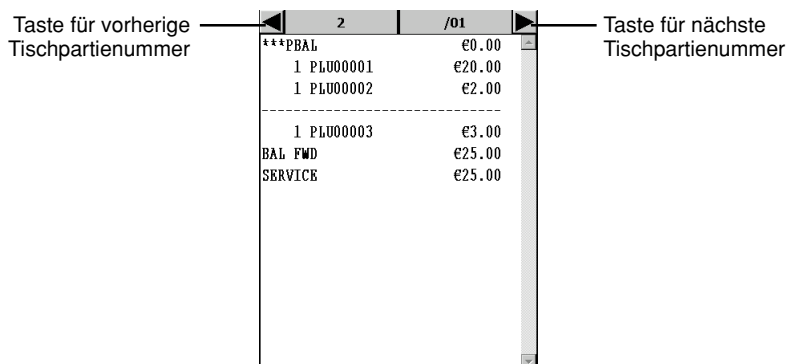 Taste für vorherige
Tischpartienummer
2 /01
Taste für nächste
Tischpartienummer
***PBAL €0.00
1 PLU00001 €20.00
1 PLU00002 €2.00
--------------------------------
1 PLU00003 €3.00
BAL FWD €25.00
SERVICE €25.00